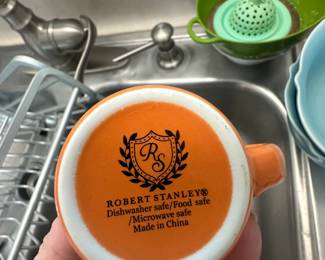 RS
ROBERT STANLEY®
Dishwasher safe/Food safe
/Microwave safe
Made in China